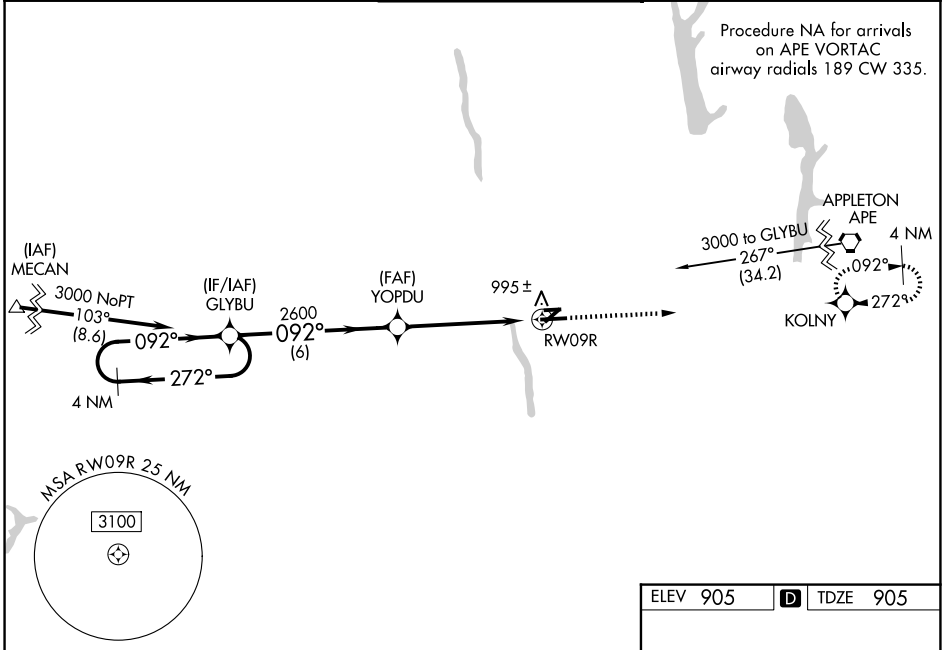 Procedure NA for arrivals
on APE VORTAC
airway radials 189 CW 335.
APPLETON
APE
4 NM
3000 to GLYBU
267°
(34.2)
092°
272°
KOLNY
(IAF)
MECAN
3000 NoPT
103°
(8.6)
092°
272°
4 NM
(IF/IAF)
GLYBU
2600
092°
(6)
(FAF)
YOPDU
995 ±
RW09R
MSA RW09R 25 NM
3100
ELEV 905 D TDZE 905